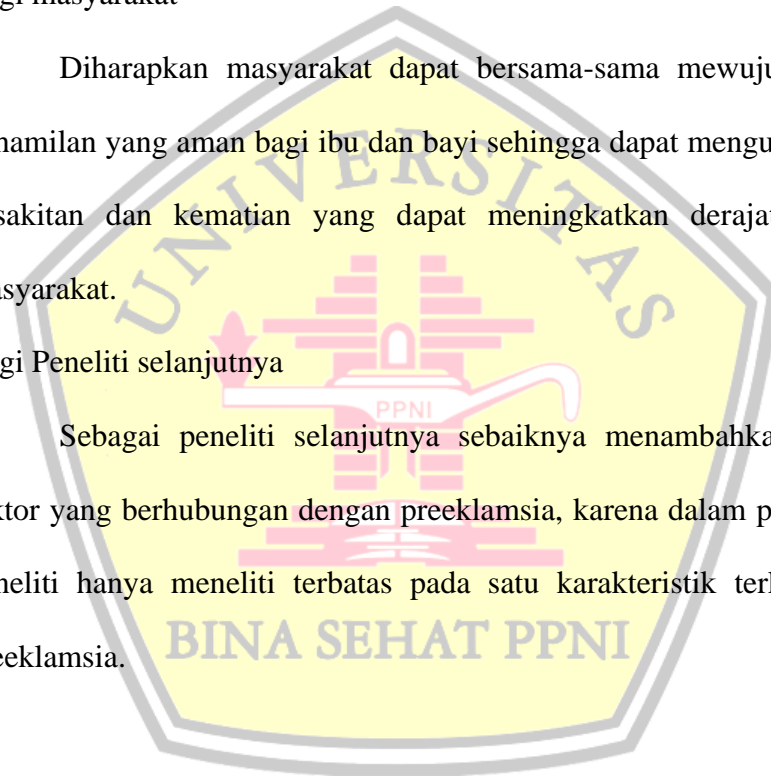 gi masyarakat
Diharapkan masyarakat dapat bersama-sama mewuju
hamilan yang aman bagi ibu dan bayi sehingga dapat mengu
sakitan dan kematian yang dapat meningkatkan derajat
asyarakat.
gi Peneliti selanjutnya
Sebagai peneliti selanjutnya sebaiknya menambahka
ktor yang berhubungan dengan preeklamsia, karena dalam p
neliti hanya meneliti terbatas pada satu karakteristik ter
eeklamsia.
UNIVERSITAS
PPNI
BINA SEHAT PPNI